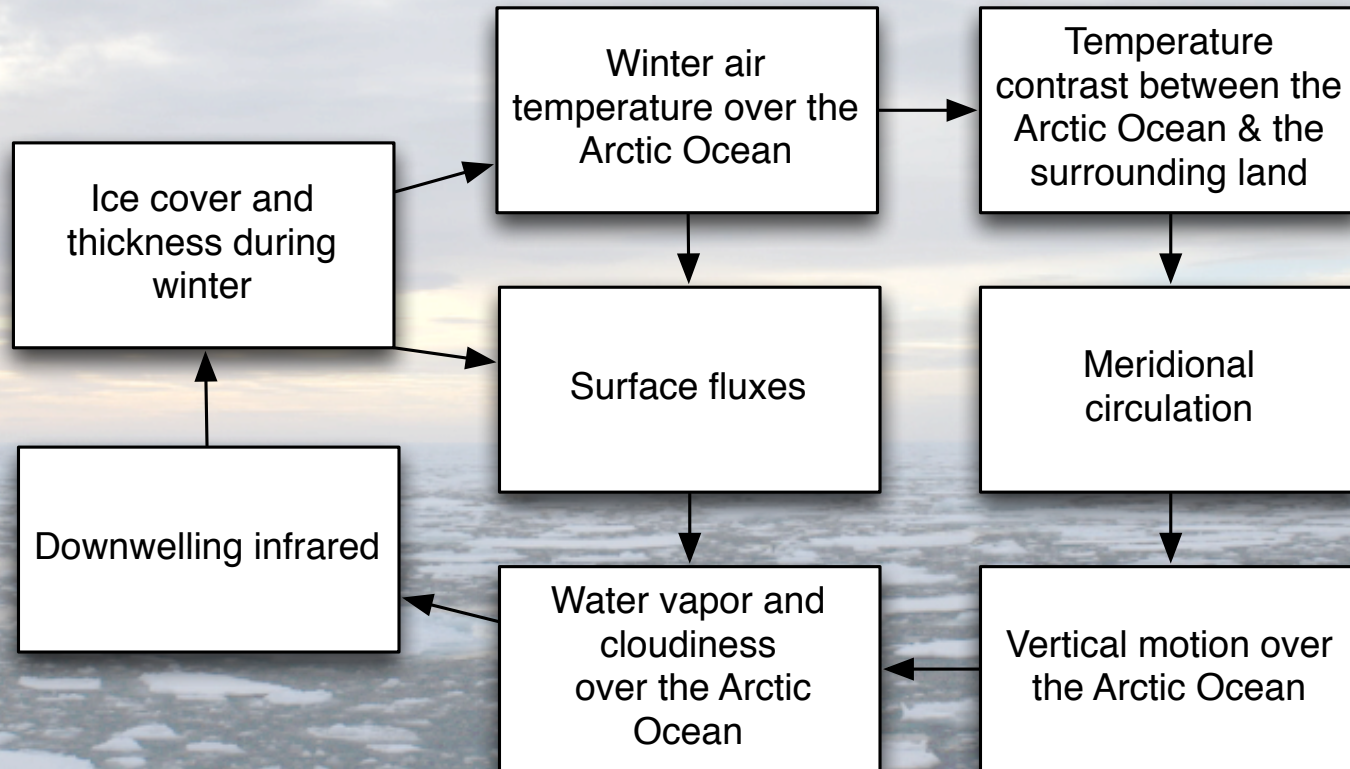 Winter air
temperature over the
Arctic Ocean
Temperature
contrast between the
Arctic Ocean & the
surrounding land
Ice cover and
thickness during
winter
Surface fluxes
Meridional
circulation
Downwelling infrared
Water vapor and
cloudiness
over the Arctic
Ocean
Vertical motion over
the Arctic Ocean